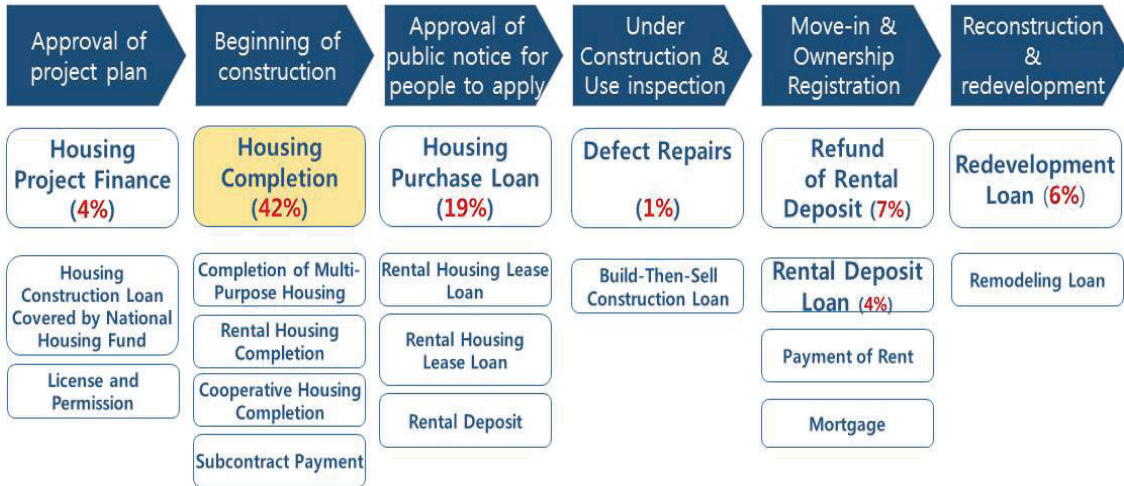 Approval of
project plan
Beginning of
construction
Approval of
public notice for
people to apply
Under
Construction &
Use inspection
Move-in &
Ownership
Registration
Reconstruction
&
redevelopment
Housing
Project Finance
(4%)
Housing
Completion
(42%)
Housing
Purchase Loan
(19%)
Defect Repairs
(1%)
Refund
of Rental
Deposit (7%)
Redevelopment
Loan (6%)
Housing
Construction Loan
Covered by National
Housing Fund
License and
Permission
Completion of Multi-
Purpose Housing
Rental Housing
Completion
Cooperative Housing
Completion
Subcontract Payment
Rental Housing Lease
Loan
Rental Housing
Lease Loan
Rental Deposit
Build-Then-Sell
Construction Loan
Rental Deposit
Loan (4%)
Payment of Rent
Mortgage
Remodeling Loan